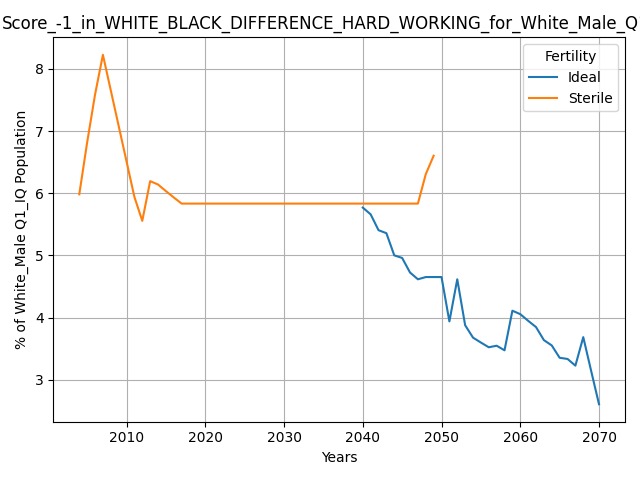 Score_-1_in_WHITE_BLACK_DIFFERENCE_HARD_WORKING_for_White_Male_Q
Fertility
Ideal
Sterile
% of White_Male Q1_IQ Population
8
7
6
5
4
3
2010 2020 2030 2040 2050 2060 2070
Years